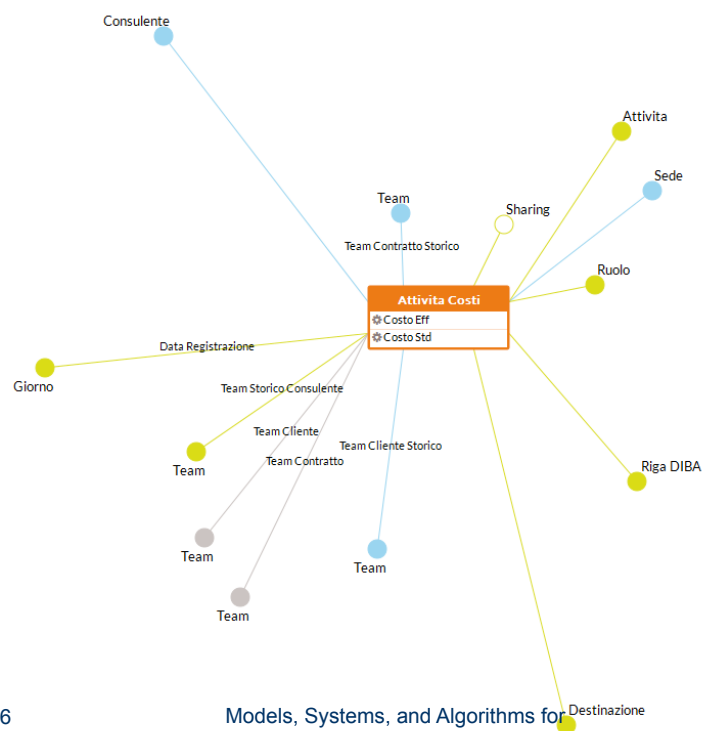 Consulente
Attivita
Sede
Team
Sharing
Team Contratto Storico
Ruolo
Attivita Costi
Costo Eff
Costo Std
Data Registrazione
Giorno
Team Storico Consulente
Team Cliente
Team Cliente Storico
Team Contratto
Team
Riga DIBA
Team
Team
Team
Destinazione
6
Models, Systems, and Algorithms for